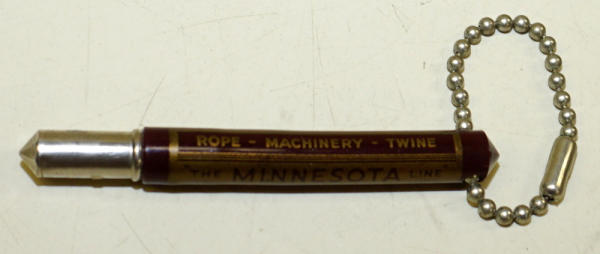 ROPE - MACHINERY - TWINE
"THE MINNESOTA LINE"